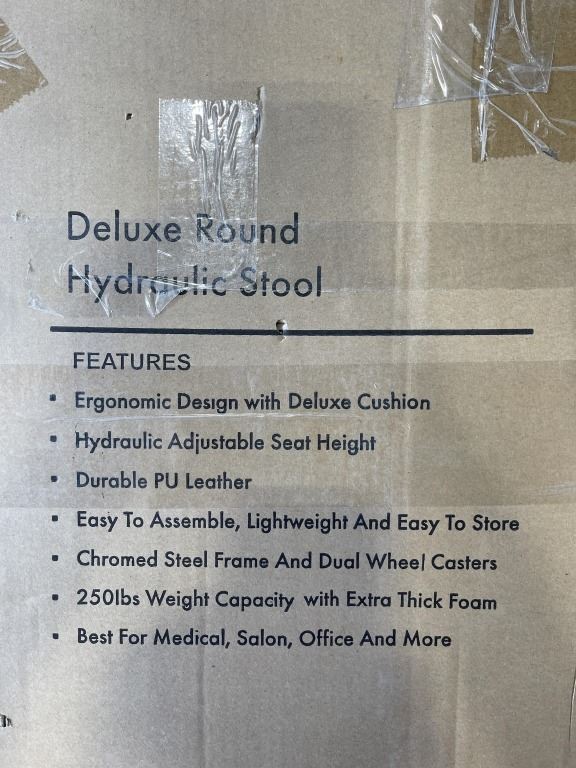 Deluxe Round
Hydraulic Stool
FEATURES
▪ Ergonomic Design with Deluxe Cushion
▪ Hydraulic Adjustable Seat Height
▪ Durable PU Leather
▪ Easy To Assemble, Lightweight And Easy To Store
▪ Chromed Steel Frame And Dual Wheel Casters
▪ 250lbs Weight Capacity with Extra Thick Foam
▪ Best For Medical, Salon, Office And More